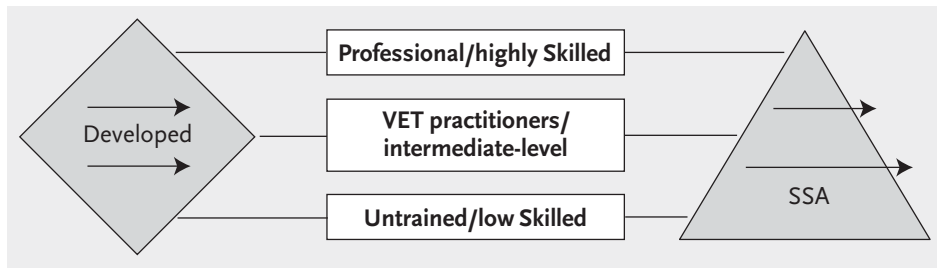 Professional/highly Skilled
Developed
VET practitioners/
intermediate-level
Untrained/low Skilled
SSA